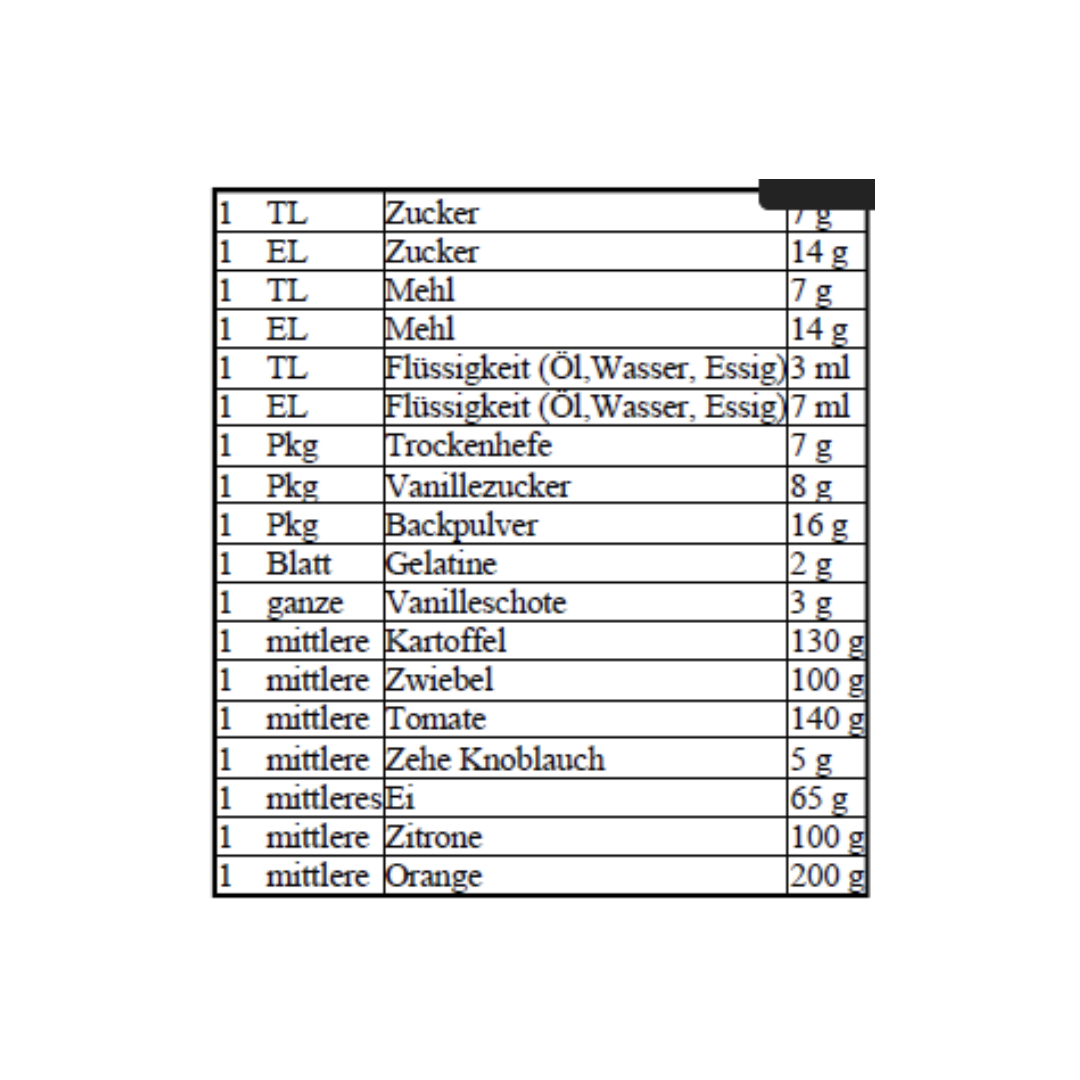 1 TL Zucker 7 g
1 EL Zucker 14 g
1 TL Mehl 7 g
1 EL Mehl 14 g
1 TL Flüssigkeit (Öl,Wasser, Essig) 3 ml
1 EL Flüssigkeit (Öl,Wasser, Essig) 7 ml
1 Pkg Trockenhefe 7 g
1 Pkg Vanillezucker 8 g
1 Pkg Backpulver 16 g
1 Blatt Gelatine 2 g
1 ganze Vanilleschote 3 g
1 mittlere Kartoffel 130 g
1 mittlere Zwiebel 100 g
1 mittlere Tomate 140 g
1 mittlere Zehe Knoblauch 5 g
1 mittleres Ei 65 g
1 mittlere Zitrone 100 g
1 mittlere Orange 200 g